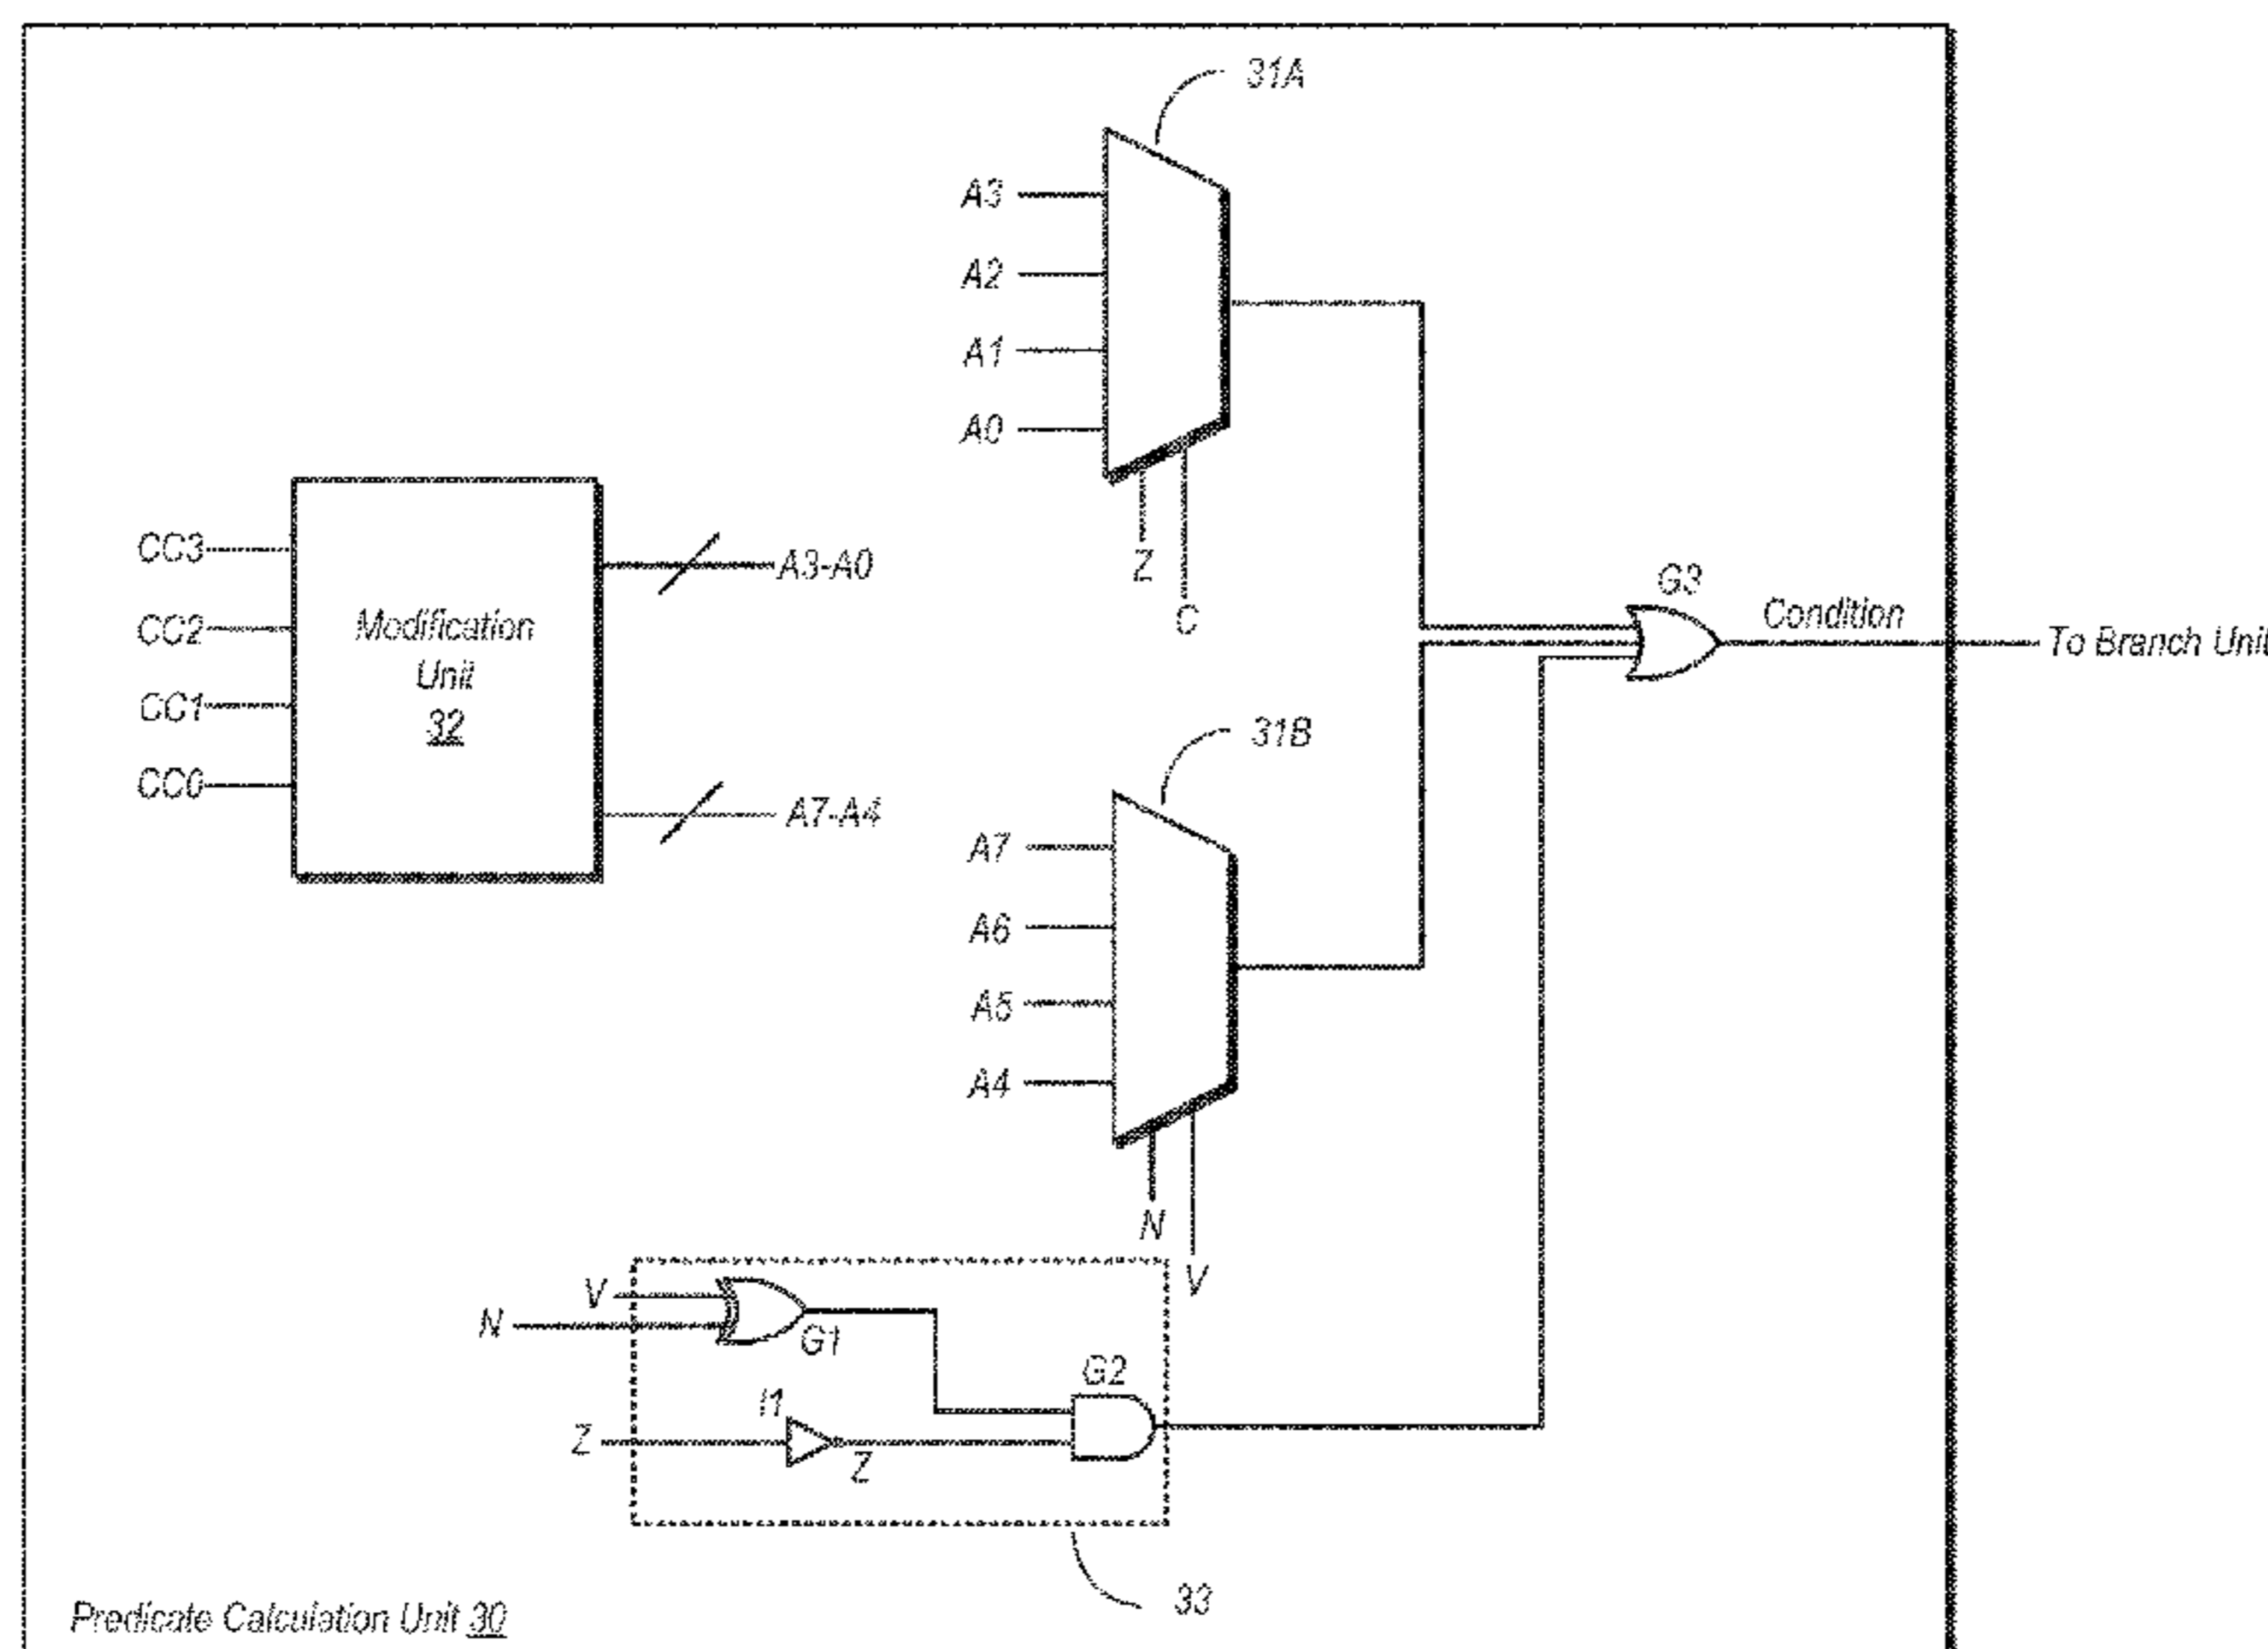 31A
A3
A2
A1
A0
Z
C
CC3
CC2
CC1
CC0
Modification
Unit
32
A3-A0
A7-A4
G3
Condition
To Branch Unit
31B
A7
A6
A5
A4
N
V
V
N
G1
G2
I1
Z
Z
33
Predicate Calculation Unit 30